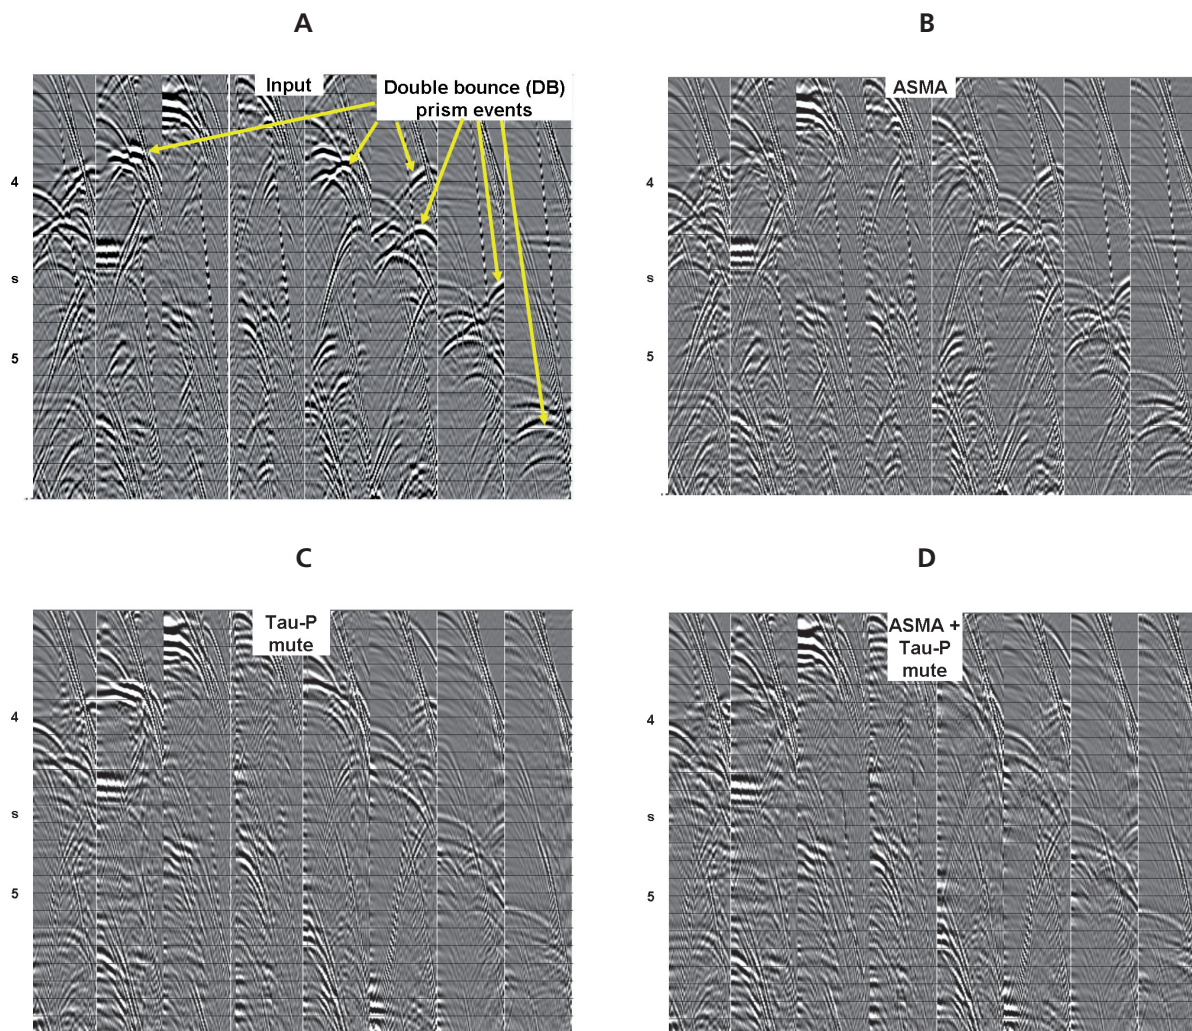 A
B
Input
Double bounce (DB)
prism events
ASMA
4
s
5
4
s
5
C
D
Tau-P
mute
ASMA +
Tau-P
mute
4
s
5
4
s
5